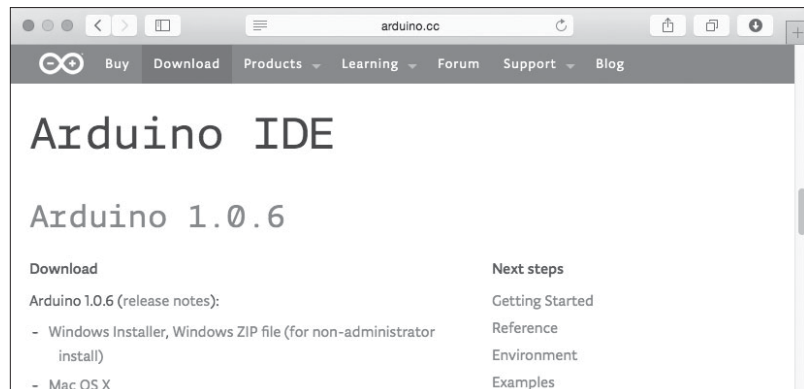 arduino.cc
Buy Download Products Learning Forum Support Blog
Arduino IDE
Arduino 1.0.6
Download
Arduino 1.0.6 (release notes):
- Windows Installer, Windows ZIP file (for non-administrator
install)
- Mac OS X
Next steps
Getting Started
Reference
Environment
Examples